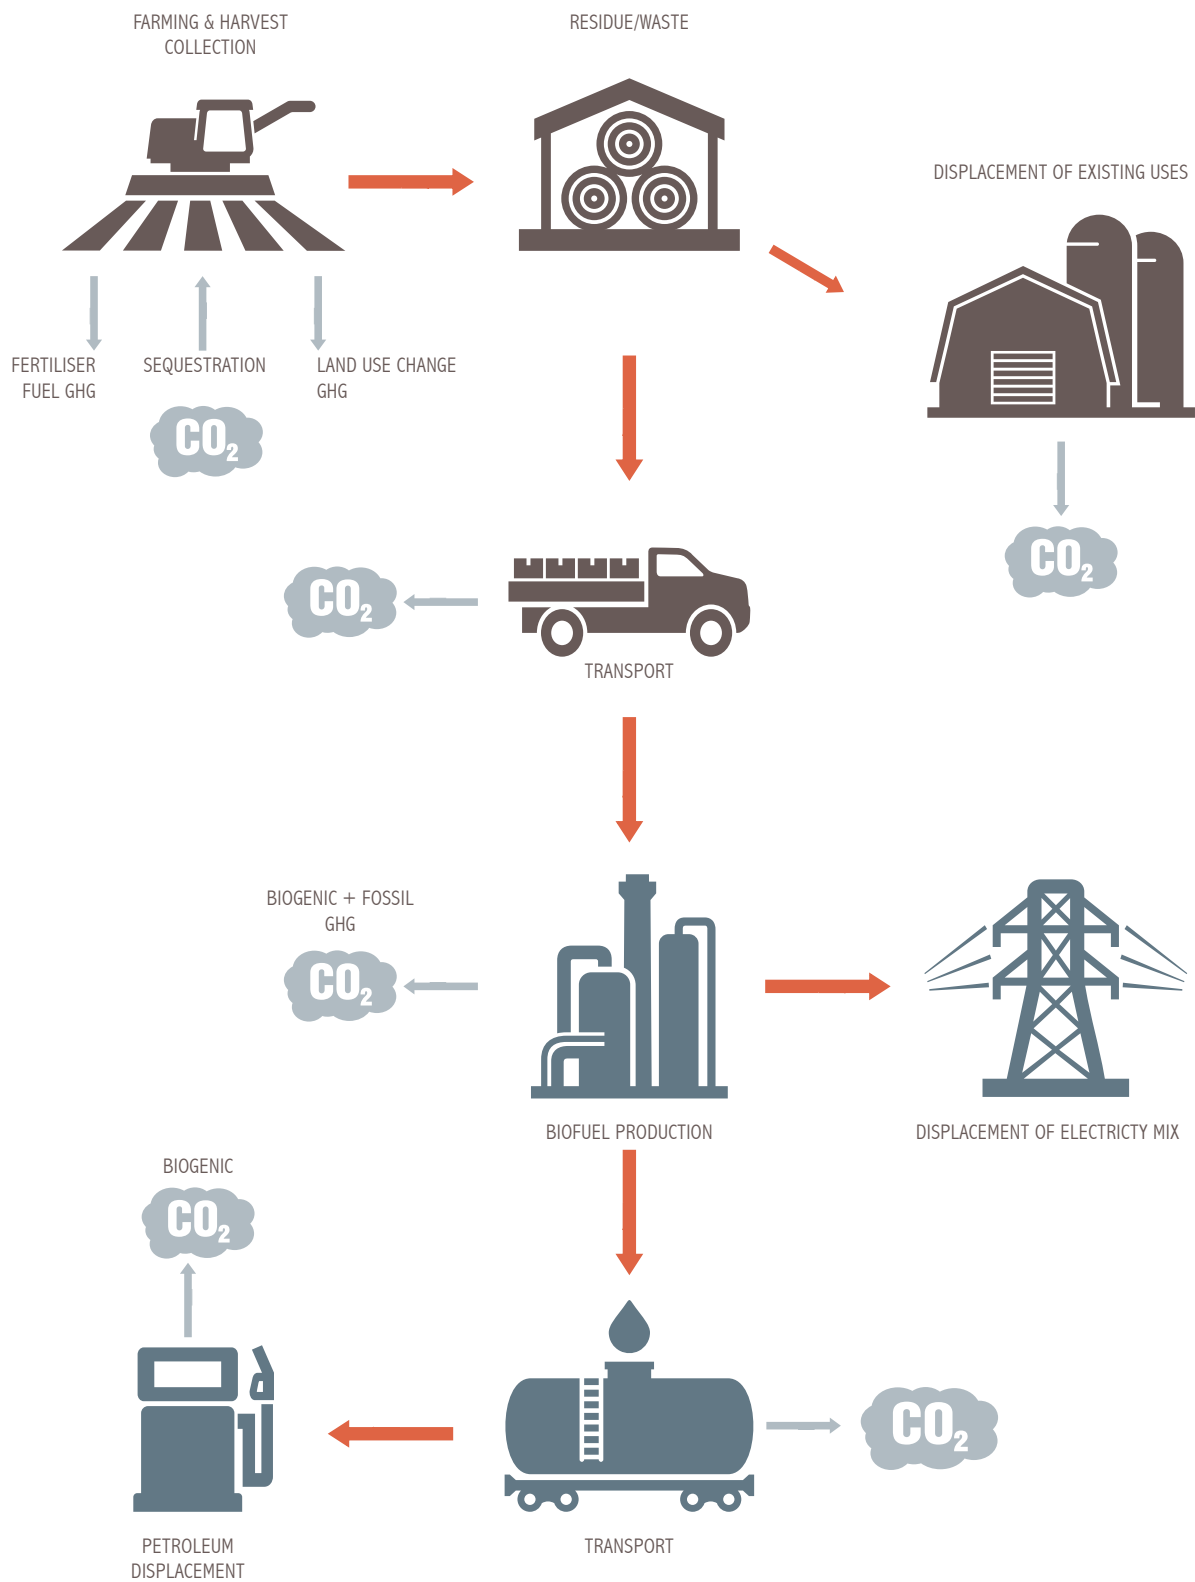 FARMING & HARVEST
COLLECTION
RESIDUE/WASTE
DISPLACEMENT OF EXISTING USES
FERTILISER
FUEL GHG
SEQUESTRATION
LAND USE CHANGE
GHG
CO2
CO2
CO2
TRANSPORT
BIOGENIC + FOSSIL
GHG
CO2
BIOFUEL PRODUCTION
DISPLACEMENT OF ELECTRICTY MIX
BIOGENIC
CO2
CO2
PETROLEUM
DISPLACEMENT
TRANSPORT